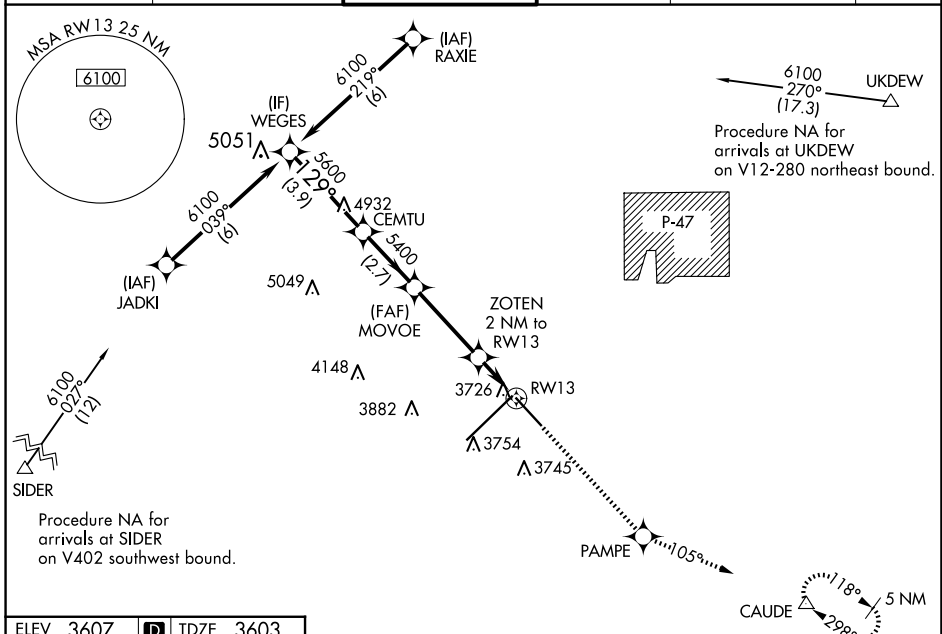 MSA RW 13 25 NM
6100
(IAF)
RAXIE
6100
219°
(6)
(IF)
WEGES
5051
6100
270°
(17.3)
UKDEW
Procedure NA for
arrivals at UKDEW
on V12-280 northeast bound.
5600
129°
(3.9)
4932
CEMTU
6100
039°
(6)
(IAF)
JADKI
P-47
5400
(2.7)
5049
(FAF)
MOVOE
ZOTEN
2 NM to
RW13
4148
3726
RW13
3882
6100
027°
(12)
3754
3745
SIDER
Procedure NA for
arrivals at SIDER
on V402 southwest bound.
PAMPE
105°
118°
5 NM
CAUDE
298°
ELEV 3607
D
TDZE 3603